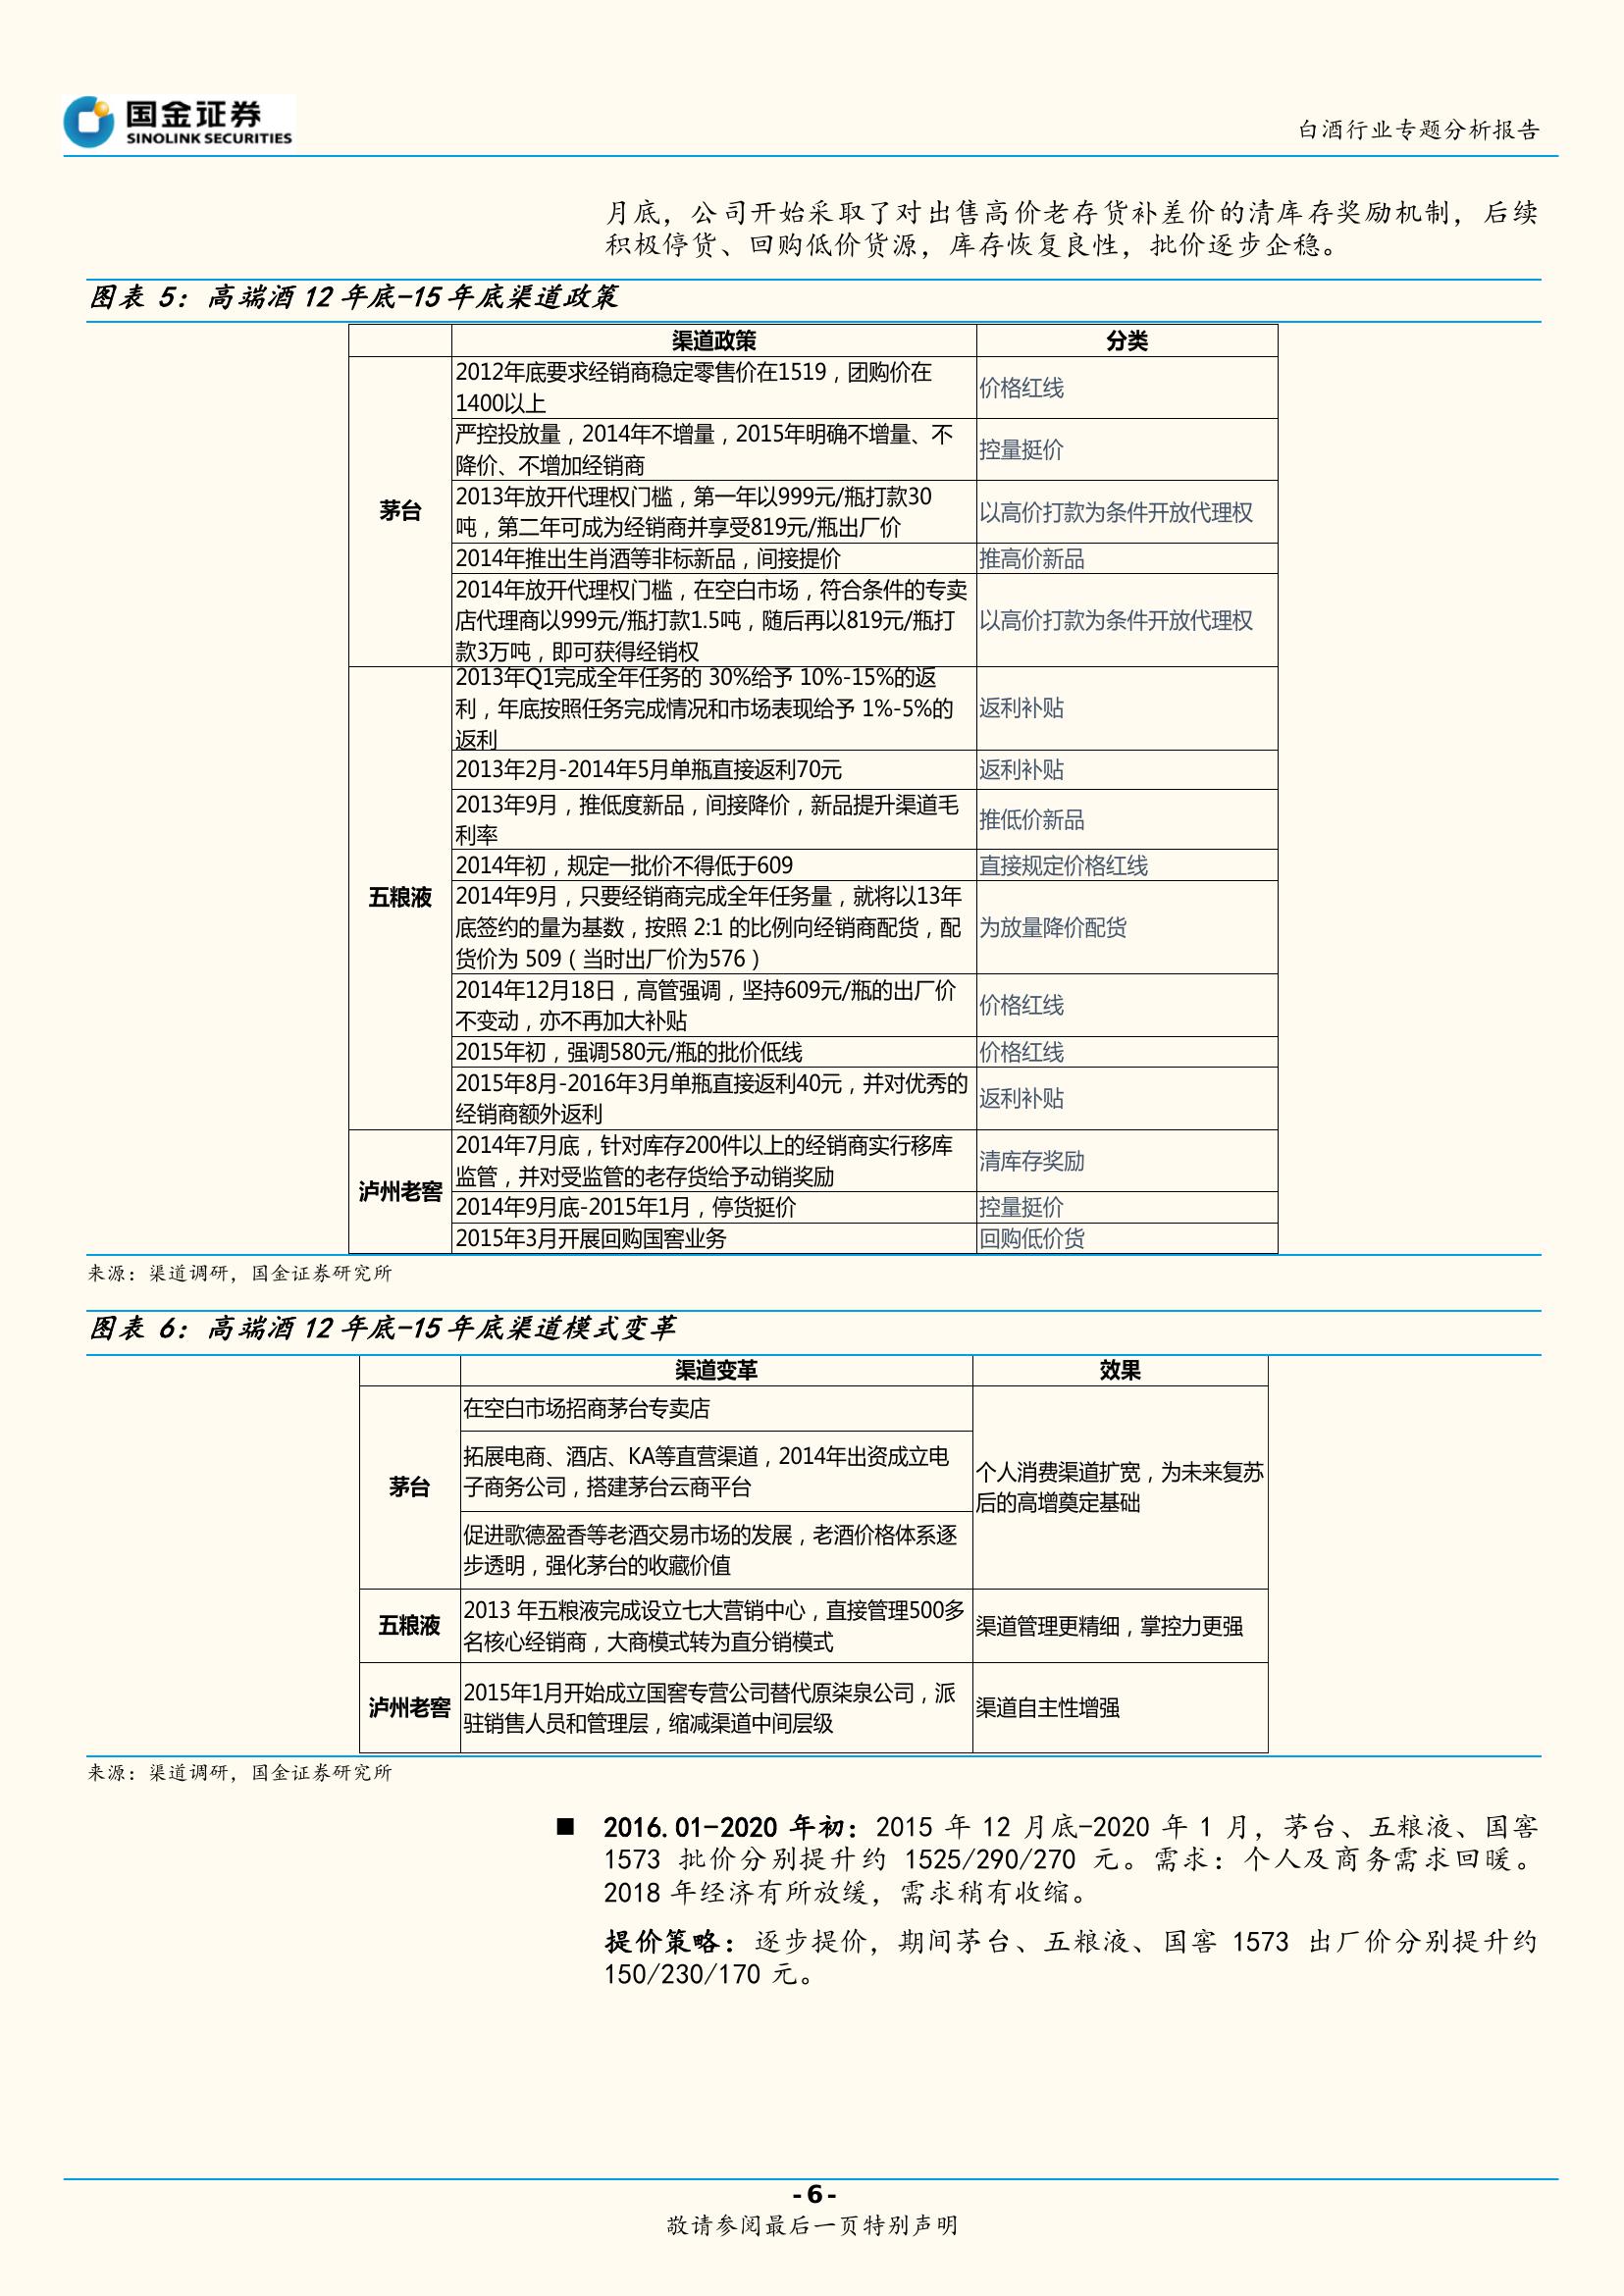 国金证券
SINOLINK SECURITIES
白酒行业专题分析报告
月底，公司开始采取了对出售高价老存货补差价的清库存奖励机制，后续
积极停货、回购低价货源，库存恢复良性，批价逐步企稳。
图表 5：高端酒 12 年底-15 年底渠道政策
渠道政策 分类
茅台
2012年底要求经销商稳定零售价在1519，团购价在
1400以上
价格红线
严控投放量，2014年不增量，2015年明确不增量、不
降价、不增加经销商
控量挺价
2013年放开代理权门槛，第一年以999元/瓶打款30
吨，第二年可成为经销商并享受819元/瓶出厂价
以高价打款为条件开放代理权
2014年推出生肖酒等非标新品，间接提价
推高价新品
2014年放开代理权门槛，在空白市场，符合条件的专卖
店代理商以999元/瓶打款1.5吨，随后再以819元/瓶打
款3万吨，即可获得经销权
以高价打款为条件开放代理权
五粮液
2013年Q1完成全年任务的 30%给予 10%-15%的返
利，年底按照任务完成情况和市场表现给予 1%-5%的
返利
返利补贴
2013年2月-2014年5月单瓶直接返利70元
返利补贴
2013年9月，推低度新品，间接降价，新品提升渠道毛
利率
推低价新品
2014年初，规定一批价不得低于609
直接规定价格红线
2014年9月，只要经销商完成全年任务量，就将以13年
底签约的量为基数，按照 2:1 的比例向经销商配货，配
货价为 509（当时出厂价为576）
为放量降价配货
2014年12月18日，高管强调，坚持609元/瓶的出厂价
不变动，亦不再加大补贴
价格红线
2015年初，强调580元/瓶的批价低线
价格红线
2015年8月-2016年3月单瓶直接返利40元，并对优秀的
经销商额外返利
返利补贴
泸州老窖
2014年7月底，针对库存200件以上的经销商实行移库
监管，并对受监管的老存货给予动销奖励
清库存奖励
2014年9月底-2015年1月，停货挺价
控量挺价
2015年3月开展回购国窖业务
回购低价货
来源：渠道调研，国金证券研究所
图表 6：高端酒 12 年底-15 年底渠道模式变革
渠道变革 效果
茅台
在空白市场招商茅台专卖店
拓展电商、酒店、KA等直营渠道，2014年出资成立电
子商务公司，搭建茅台云商平台
促进歌德盈香等老酒交易市场的发展，老酒价格体系逐
步透明，强化茅台的收藏价值
个人消费渠道扩宽，为未来复苏
后的高增奠定基础
五粮液
2013 年五粮液完成设立七大营销中心，直接管理500多
名核心经销商，大商模式转为直分销模式
渠道管理更精细，掌控力更强
泸州老窖
2015年1月开始成立国窖专营公司替代原柒泉公司，派
驻销售人员和管理层，缩减渠道中间层级
渠道自主性增强
来源：渠道调研，国金证券研究所
■ 2016.01-2020 年初：2015 年 12 月底-2020 年 1 月，茅台、五粮液、国窖
1573 批价分别提升约 1525/290/270 元。需求：个人及商务需求回暖。
2018 年经济有所放缓，需求稍有收缩。
提价策略：逐步提价，期间茅台、五粮液、国窖 1573 出厂价分别提升约
150/230/170 元。
- 6 -
敬请参阅最后一页特别声明